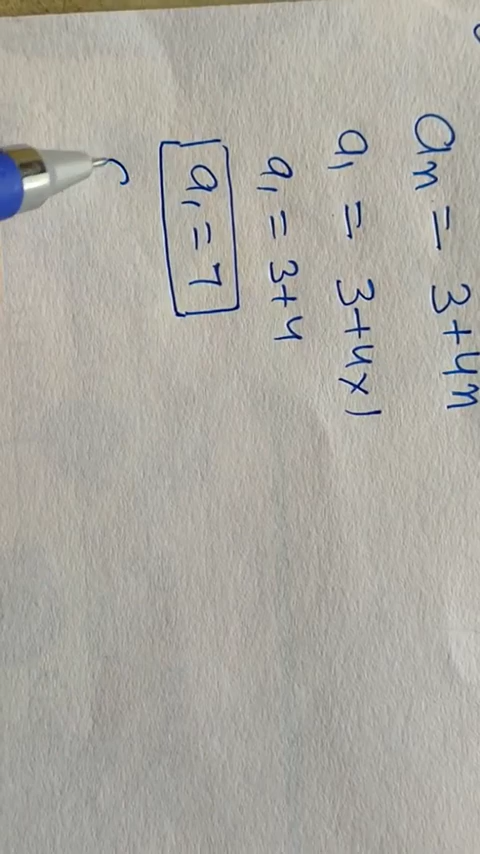 an = 3+4n
a1 = 3+4×1
a1 = 3+4
a1 = 7